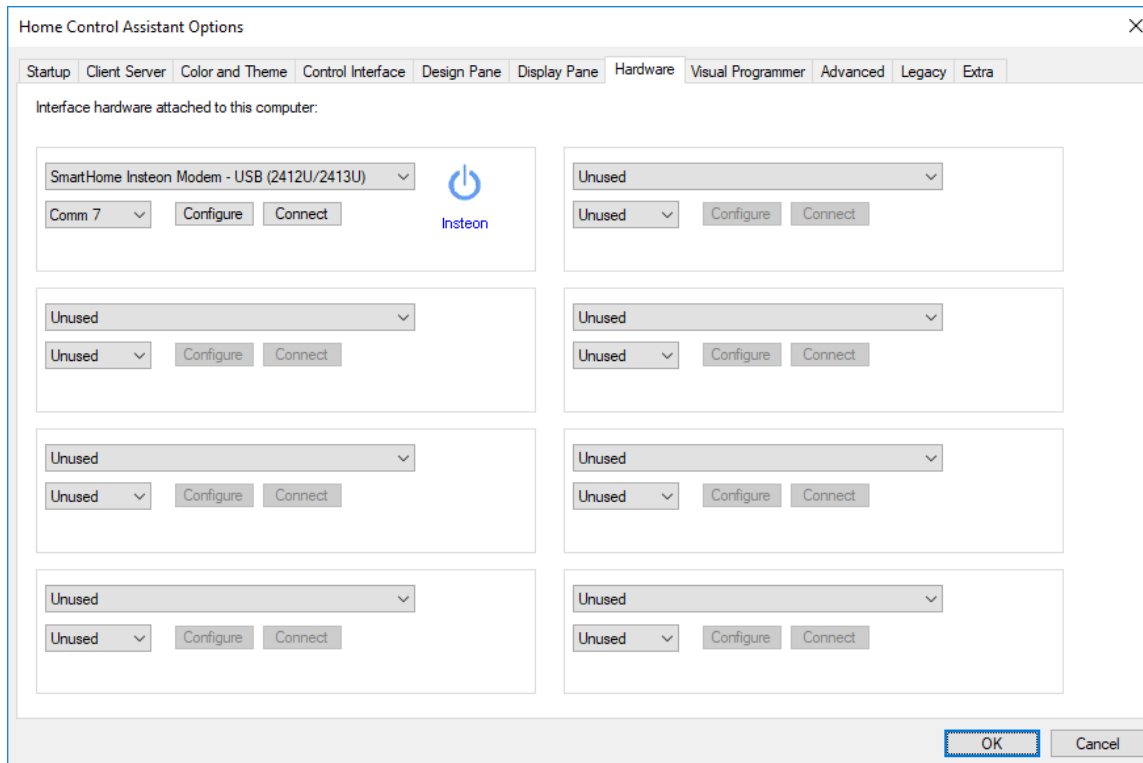 Home Control Assistant Options
Startup Client Server Color and Theme Control Interface Design Pane Display Pane Hardware Visual Programmer Advanced Legacy Extra
Interface hardware attached to this computer:
SmartHome Insteon Modem - USB (2412U/2413U)
Comm 7 Configure Connect
Insteon
Unused
Unused Configure Connect
Unused
Unused Configure Connect
Unused
Unused Configure Connect
Unused
Unused Configure Connect
Unused
Unused Configure Connect
Unused
Unused Configure Connect
Unused
Unused Configure Connect
OK Cancel